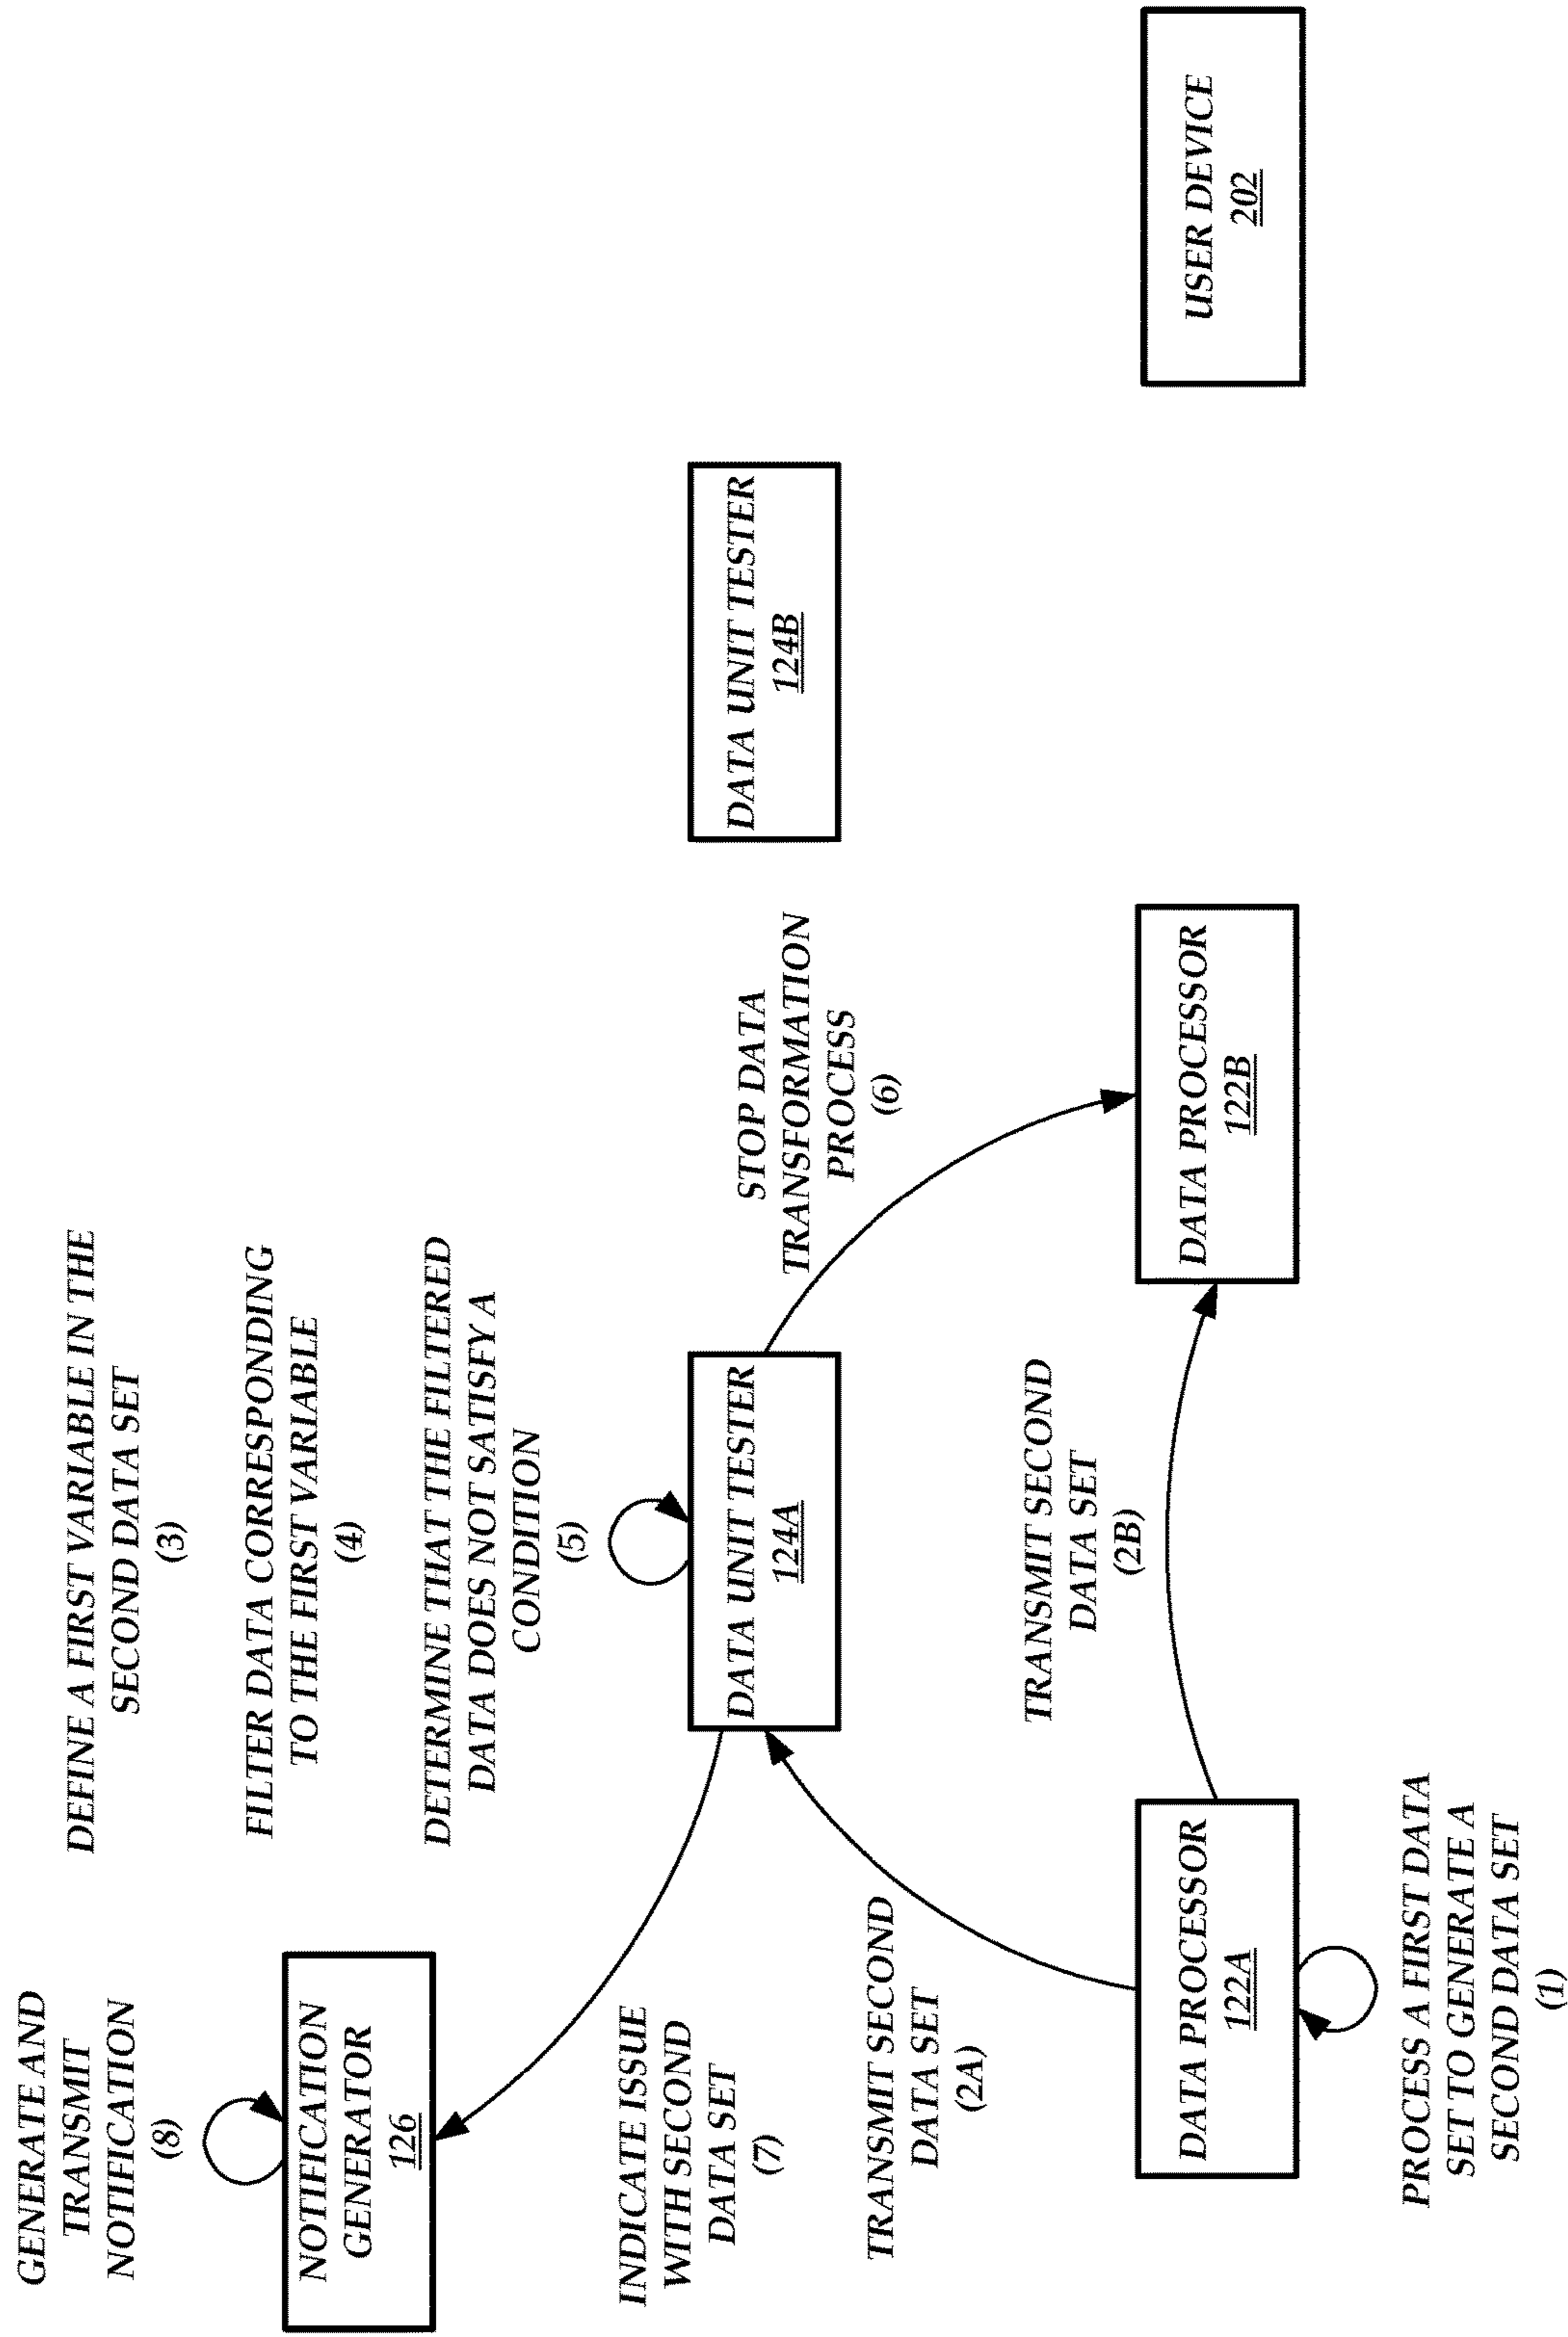 GENERATE AND
TRANSMIT
NOTIFICATION
(8)
NOTIFICATION
GENERATOR
126
DEFINE A FIRST VARIABLE IN THE
SECOND DATA SET
(3)
FILTER DATA CORRESPONDING
TO THE FIRST VARIABLE
(4)
DETERMINE THAT THE FILTERED
DATA DOES NOT SATISFY A
CONDITION
(5)
INDICATE ISSUE
WITH SECOND
DATA SET
(7)
DATA UNIT TESTER
124A
STOP DATA
TRANSFORMATION
PROCESS
(6)
DATA UNIT TESTER
124B
TRANSMIT SECOND
DATA SET
(2A)
TRANSMIT SECOND
DATA SET
(2B)
DATA PROCESSOR
122A
DATA PROCESSOR
122B
USER DEVICE
202
PROCESS A FIRST DATA
SET TO GENERATE A
SECOND DATA SET
(1)